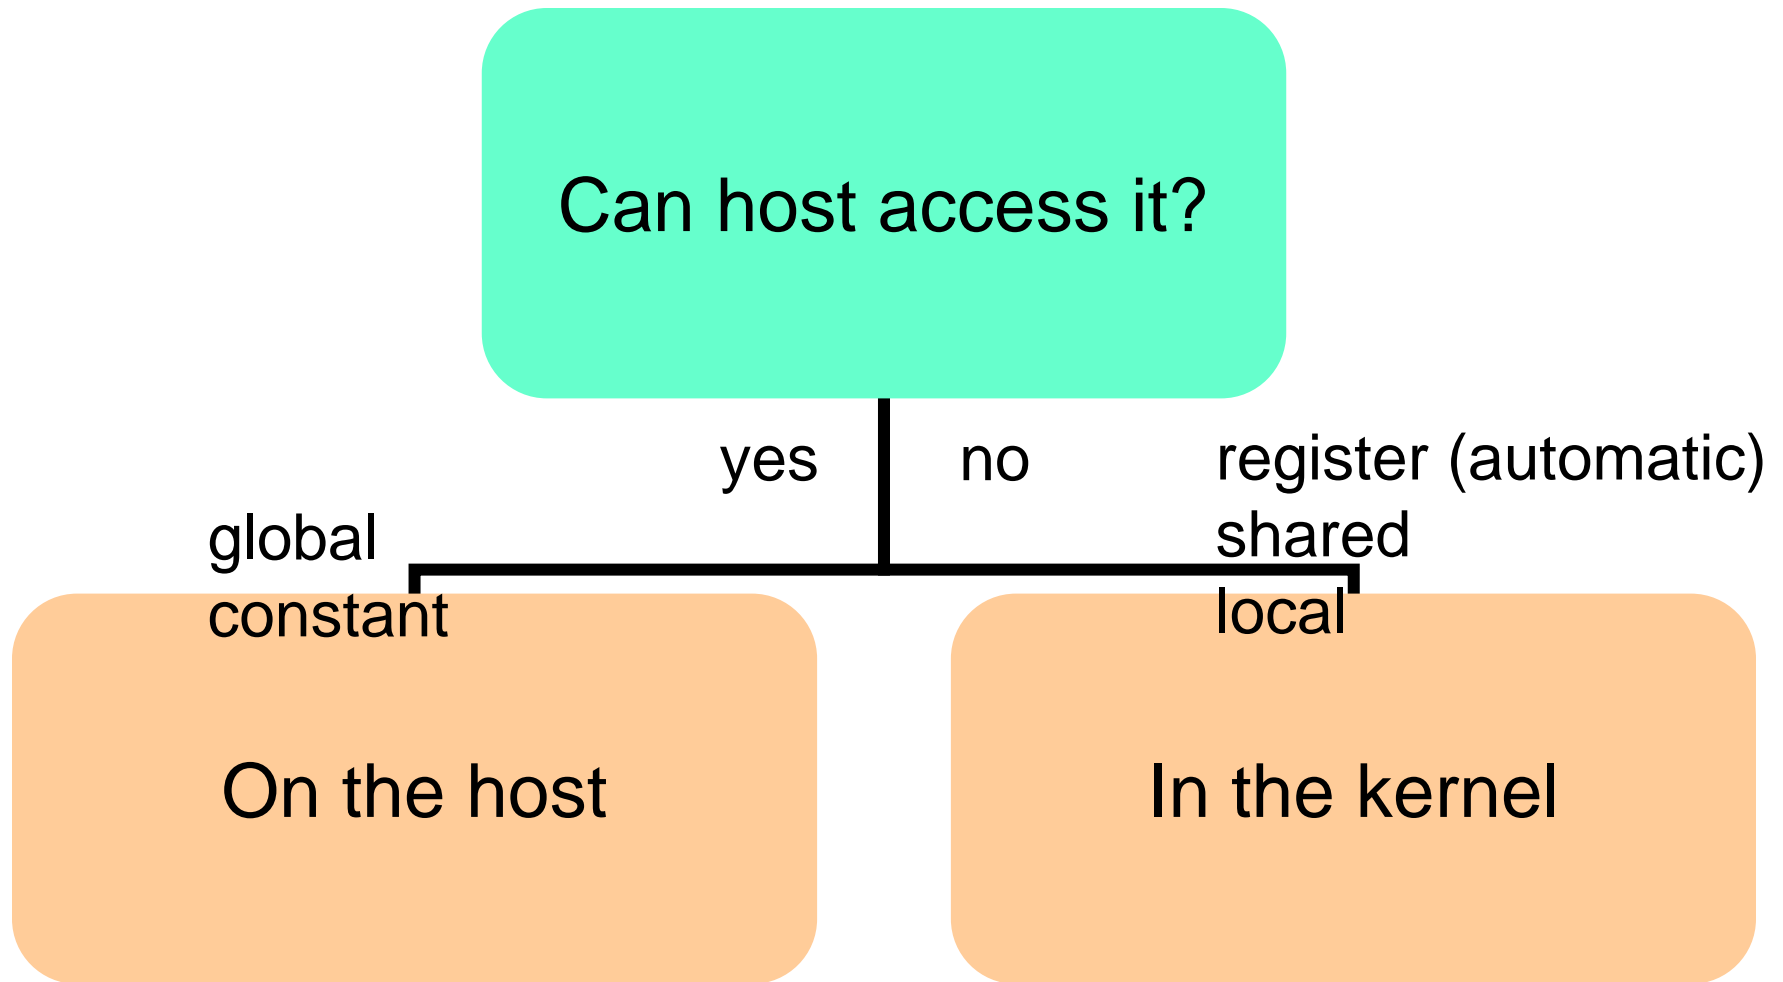 Can host access it?
yes
no
register (automatic)
shared
local
global
constant
On the host
In the kernel